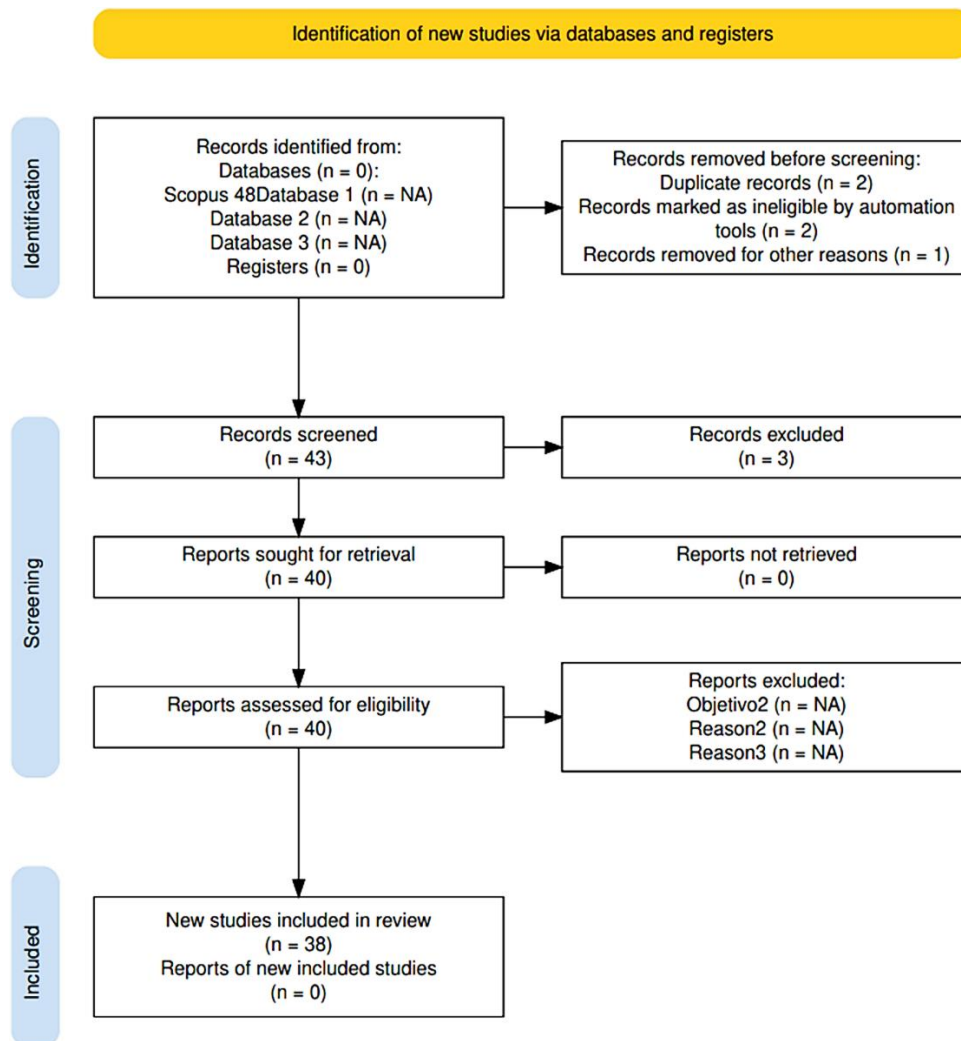 Identification of new studies via databases and registers
Identification
Records identified from:
Databases (n = 0):
Scopus 48Database 1 (n = NA)
Database 2 (n = NA)
Database 3 (n = NA)
Registers (n = 0)
Records removed before screening:
Duplicate records (n = 2)
Records marked as ineligible by automation
tools (n = 2)
Records removed for other reasons (n = 1)
Screening
Records screened
(n = 43)
Records excluded
(n = 3)
Reports sought for retrieval
(n = 40)
Reports not retrieved
(n = 0)
Reports assessed for eligibility
(n = 40)
Reports excluded:
Objetivo2 (n = NA)
Reason2 (n = NA)
Reason3 (n = NA)
Included
New studies included in review
(n = 38)
Reports of new included studies
(n = 0)